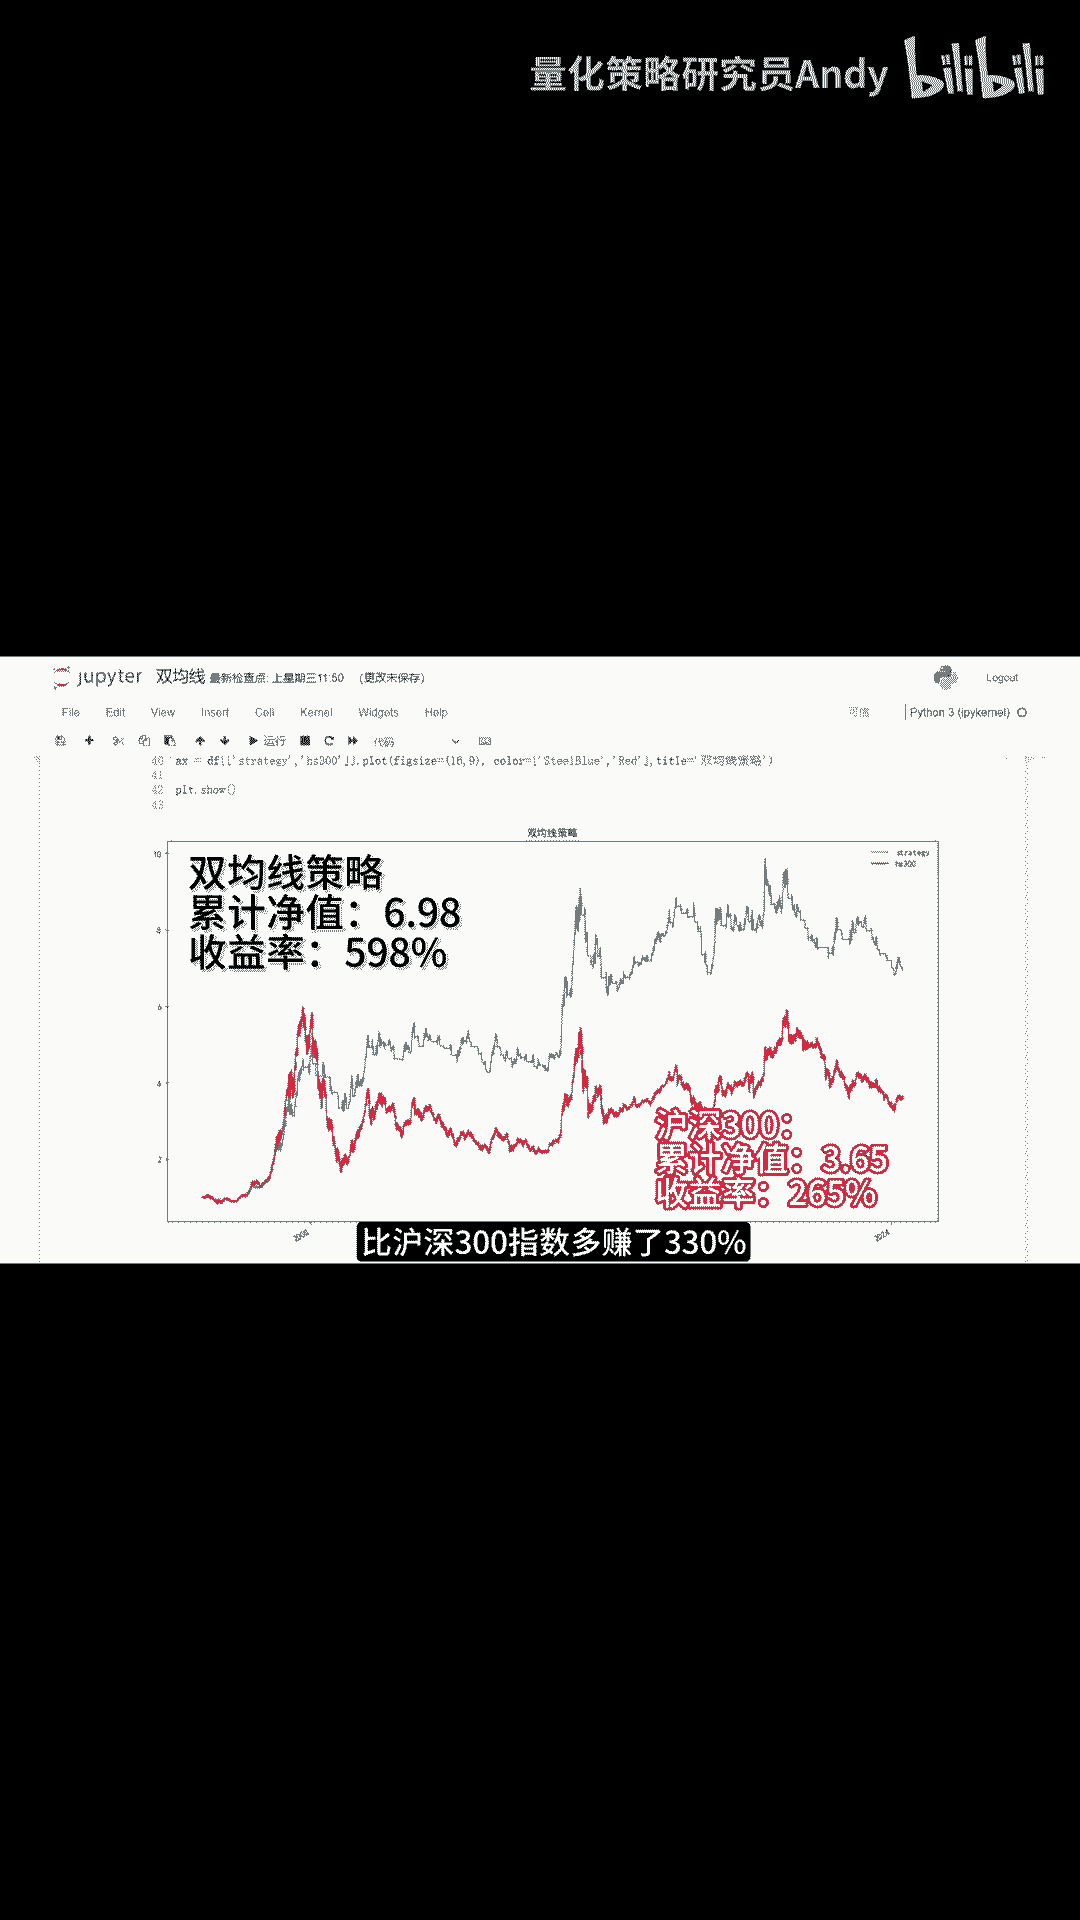 量化策略研究员Andy bilibili
jupyter 双均线 最新检查点: 上星期三11:50 (更改未保存)
Logout
File Edit View Insert Cell Kernel Widgets Help
可信 Python 3 (ipykernel)
运行 代码
40 ax = df[['strategy','hs300']].plot(figsize=(16,9), color=['SteelBlue','Red'],title='双均线策略')
41
42 plt.show()
43
双均线策略
10
8
6
4
2
strategy
hs300
双均线策略
累计净值：6.98
收益率：598%
沪深300：
累计净值：3.65
收益率：265%
2024
比沪深300指数多赚了330%